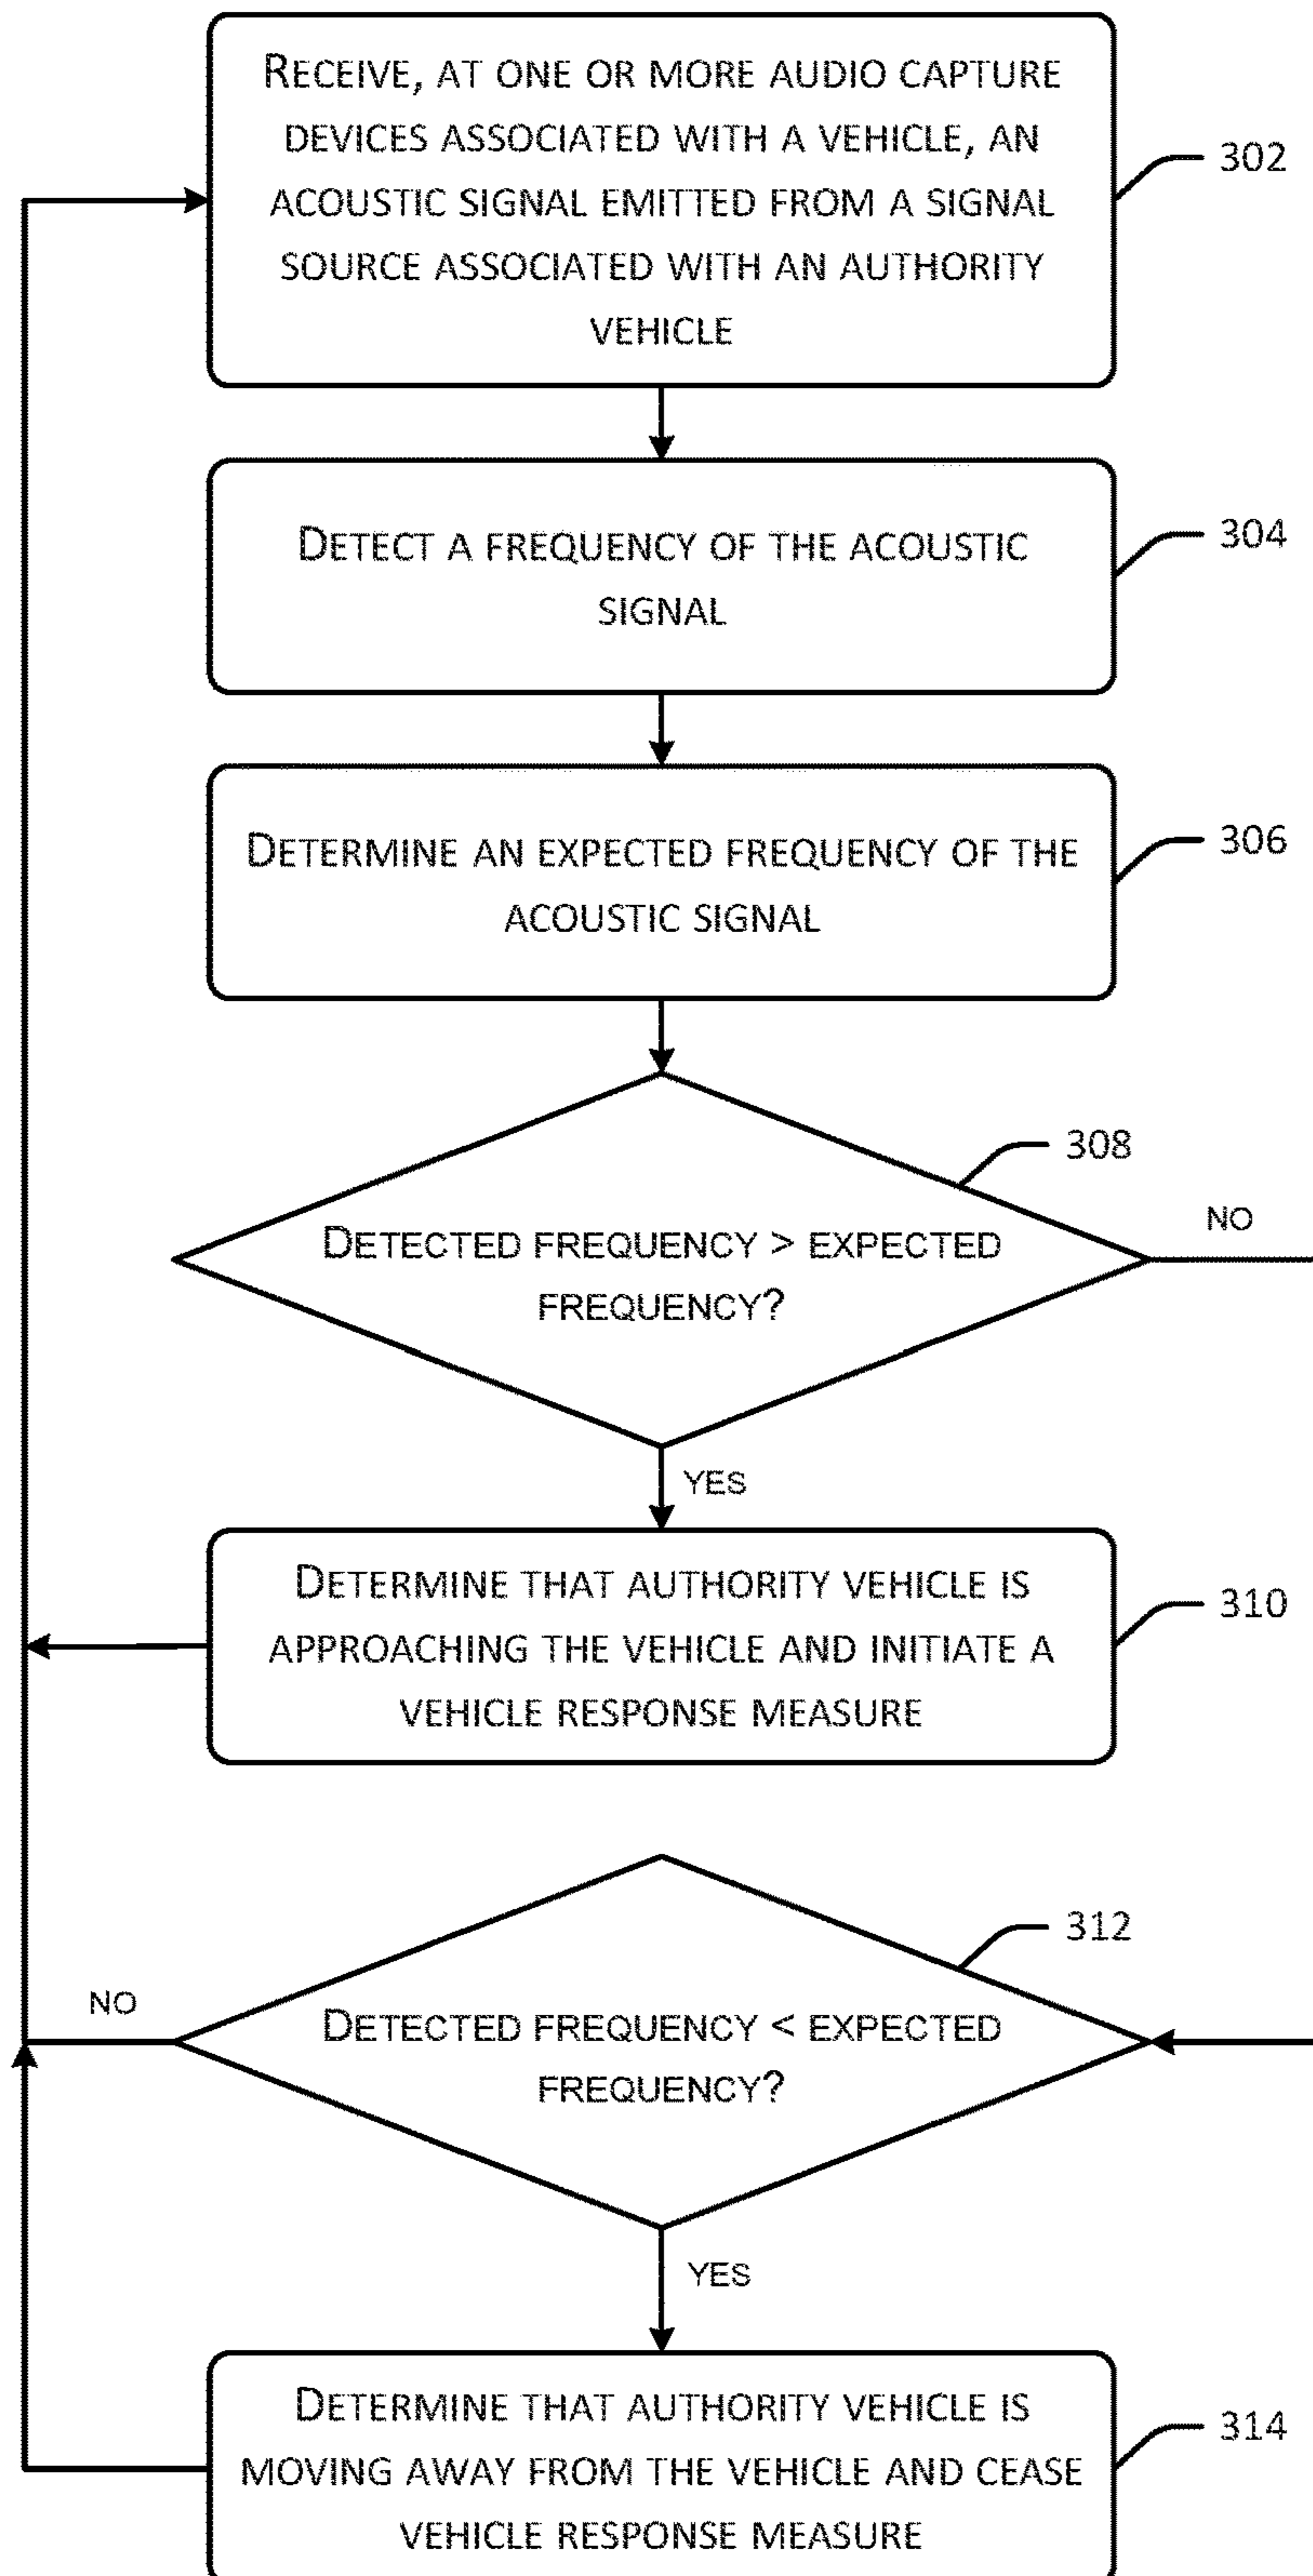 RECEIVE, AT ONE OR MORE AUDIO CAPTURE
DEVICES ASSOCIATED WITH A VEHICLE, AN
ACOUSTIC SIGNAL EMITTED FROM A SIGNAL
SOURCE ASSOCIATED WITH AN AUTHORITY
VEHICLE
302
DETECT A FREQUENCY OF THE ACOUSTIC
SIGNAL
304
DETERMINE AN EXPECTED FREQUENCY OF THE
ACOUSTIC SIGNAL
306
308
DETECTED FREQUENCY > EXPECTED
FREQUENCY?
NO
YES
DETERMINE THAT AUTHORITY VEHICLE IS
APPROACHING THE VEHICLE AND INITIATE A
VEHICLE RESPONSE MEASURE
310
312
NO
DETECTED FREQUENCY < EXPECTED
FREQUENCY?
YES
DETERMINE THAT AUTHORITY VEHICLE IS
MOVING AWAY FROM THE VEHICLE AND CEASE
VEHICLE RESPONSE MEASURE
314